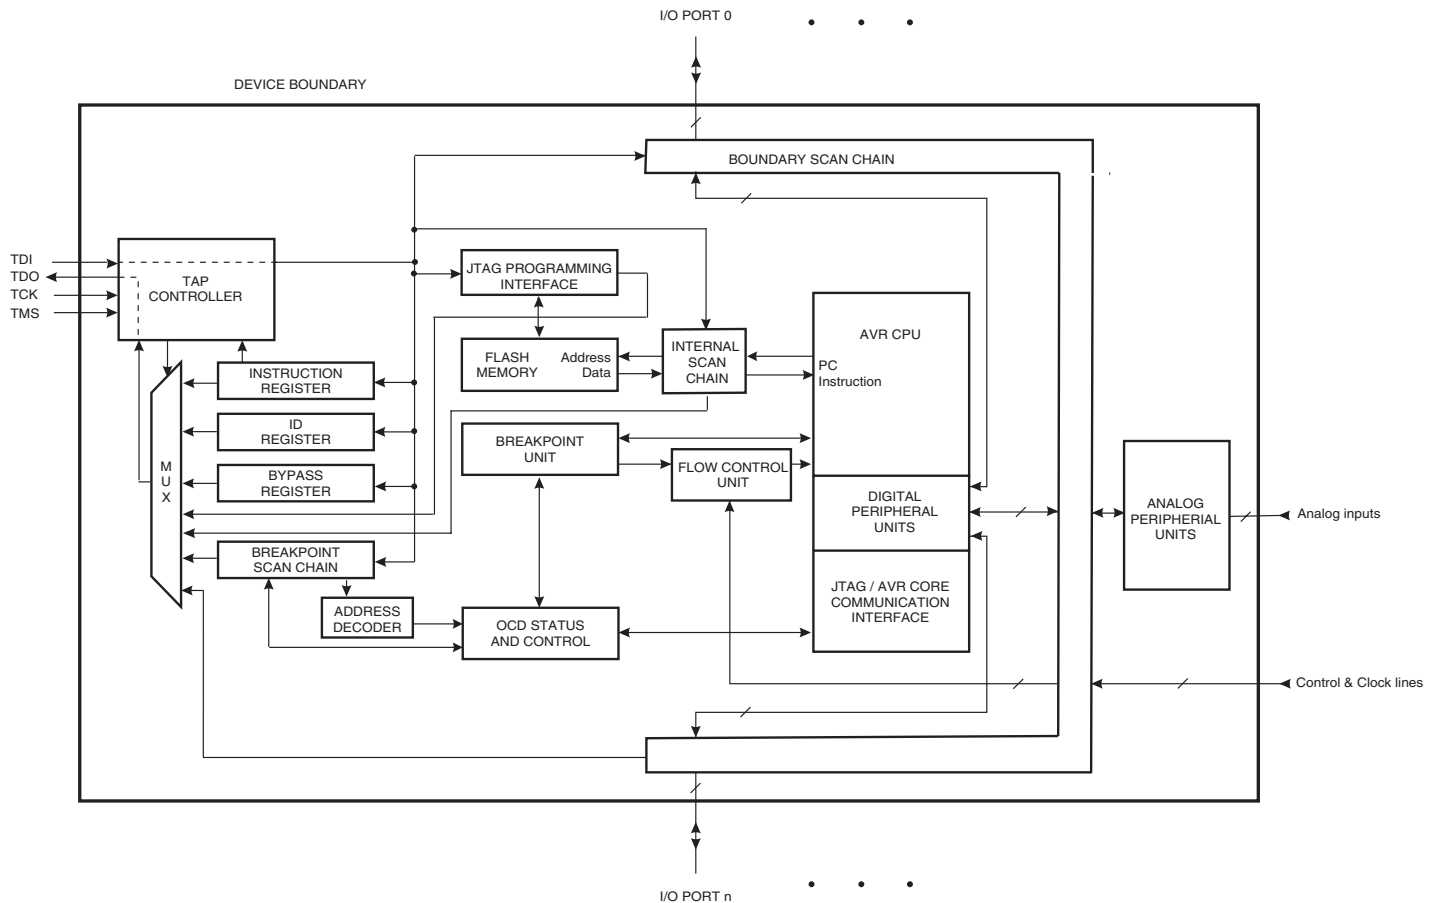 I/O PORT 0
DEVICE BOUNDARY
BOUNDARY SCAN CHAIN
TDI
TDO
TCK
TMS
TAP
CONTROLLER
JTAG PROGRAMMING
INTERFACE
FLASH
MEMORY
Address
Data
INTERNAL
SCAN
CHAIN
AVR CPU
PC
Instruction
INSTRUCTION
REGISTER
ID
REGISTER
BYPASS
REGISTER
M
U
X
BREAKPOINT
UNIT
FLOW CONTROL
UNIT
DIGITAL
PERIPHERAL
UNITS
ANALOG
PERIPHERIAL
UNITS
Analog inputs
BREAKPOINT
SCAN CHAIN
ADDRESS
DECODER
OCD STATUS
AND CONTROL
JTAG / AVR CORE
COMMUNICATION
INTERFACE
Control & Clock lines
I/O PORT n